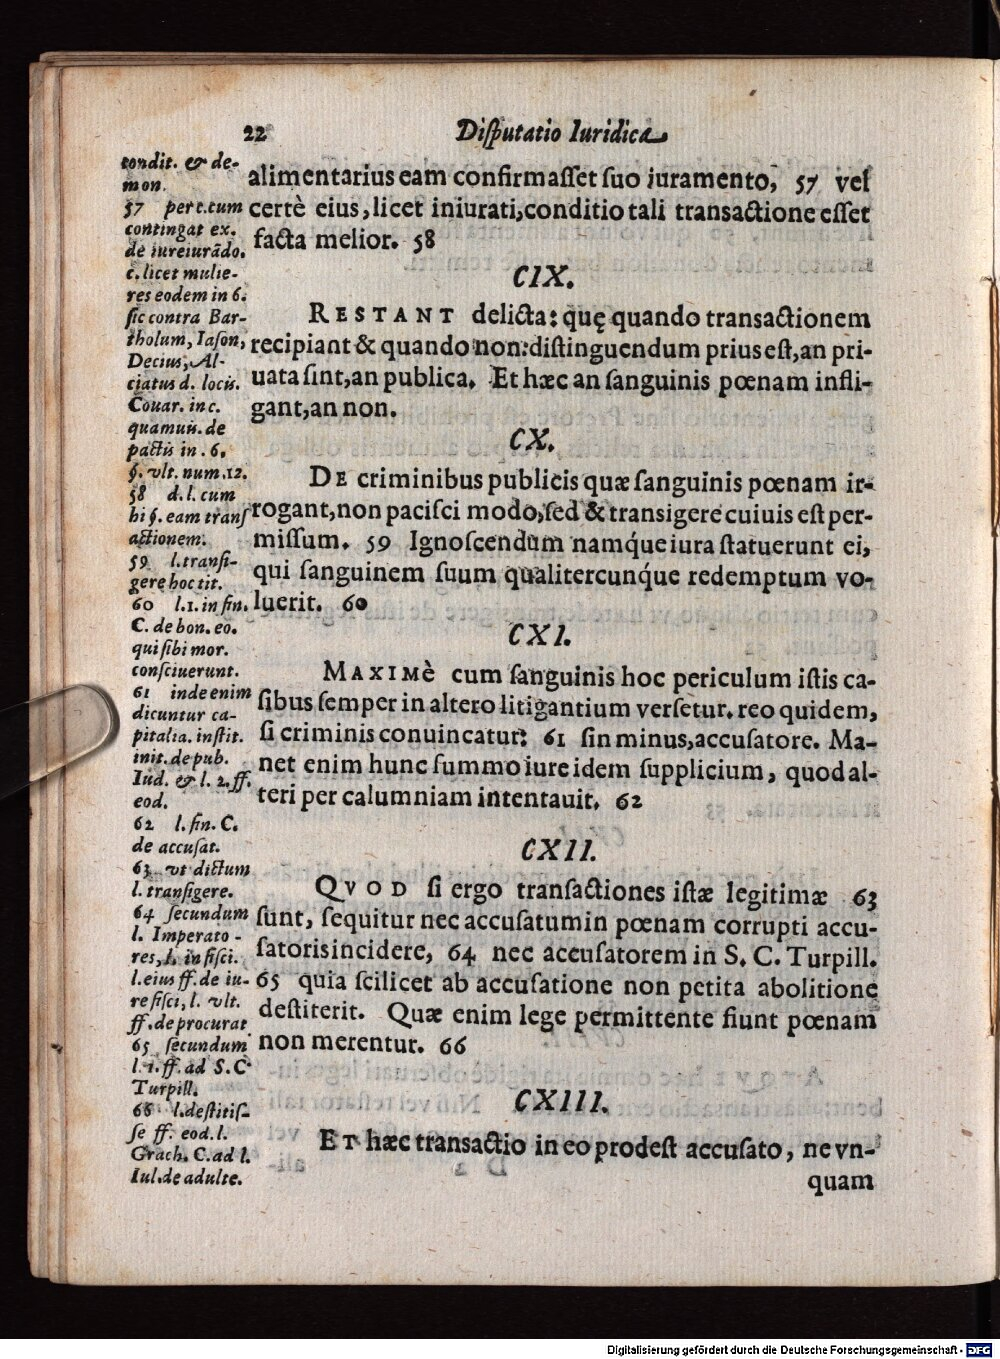 22 Disputatio Iuridica
condit. & de-
mon.
57 per c. cum
contingat ex.
de iureiurādo.
c. licet mulie-
res eodem in 6.
sic contra Bar-
tholum, Iason,
Decius, Al-
ciatus d. locis.
Couar. in c.
quamuis. de
pactis in. 6.
§. vlt. num. 12.
58 d. l. cum
hi §. eam trans
actionem.
59 l. transi-
gere hoc tit.
60 l. 1. in fin.
C. de bon. eo.
qui sibi mor.
consciuerunt.
61 inde enim
dicuntur ca-
pitalia. instit.
init. de pub.
Iud. & l. 2. ff.
eod.
62 l. fin. C.
de accusat.
63 vt dictum
l. transigere.
64 secundum
l. Imperato-
res, l. in fisci.
l. eius ff. de iu-
re fisci, l. vlt.
ff. de procurat
65 secundum
l. 1. ff. ad S. C
Turpill.
66 l. destitis-
se ff. eod. l.
Grach. C. ad l.
Iul. de adulte.
alimentarius eam confirmasset suo iuramento, 57 vel
certè eius, licet iniurati, conditio tali transactione esset
facta melior. 58
CIX.
RESTANT delicta: quę quando transactionem
recipiant & quando non: distinguendum prius est, an pri-
uata sint, an publica. Et hæc an sanguinis pœnam infli-
gant, an non.
CX.
DE criminibus publicis quæ sanguinis pœnam ir-
rogant, non pacisci modo, sed & transigere cuiuis est per-
missum. 59 Ignoscendum namq́ue iura statuerunt ei,
qui sanguinem suum qualitercunq́ue redemptum vo-
luerit. 60
CXI.
MAXIMè cum sanguinis hoc periculum istis ca-
sibus semper in altero litigantium versetur. reo quidem,
si criminis conuincatur: 61 sin minus, accusatore. Ma-
net enim hunc summo iure idem supplicium, quod al-
teri per calumniam intentauit. 62
CXII.
QVOD si ergo transactiones istæ legitimæ 63
sunt, sequitur nec accusatum in pœnam corrupti accu-
satoris incidere, 64 nec accusatorem in S. C. Turpill.
65 quia scilicet ab accusatione non petita abolitione
destiterit. Quæ enim lege permittente fiunt pœnam
non merentur. 66
CXIII.
ET hæc transactio in eo prodest accusato, ne vn-
quam
Digitalisierung gefördert durch die Deutsche Forschungsgemeinschaft - DFG